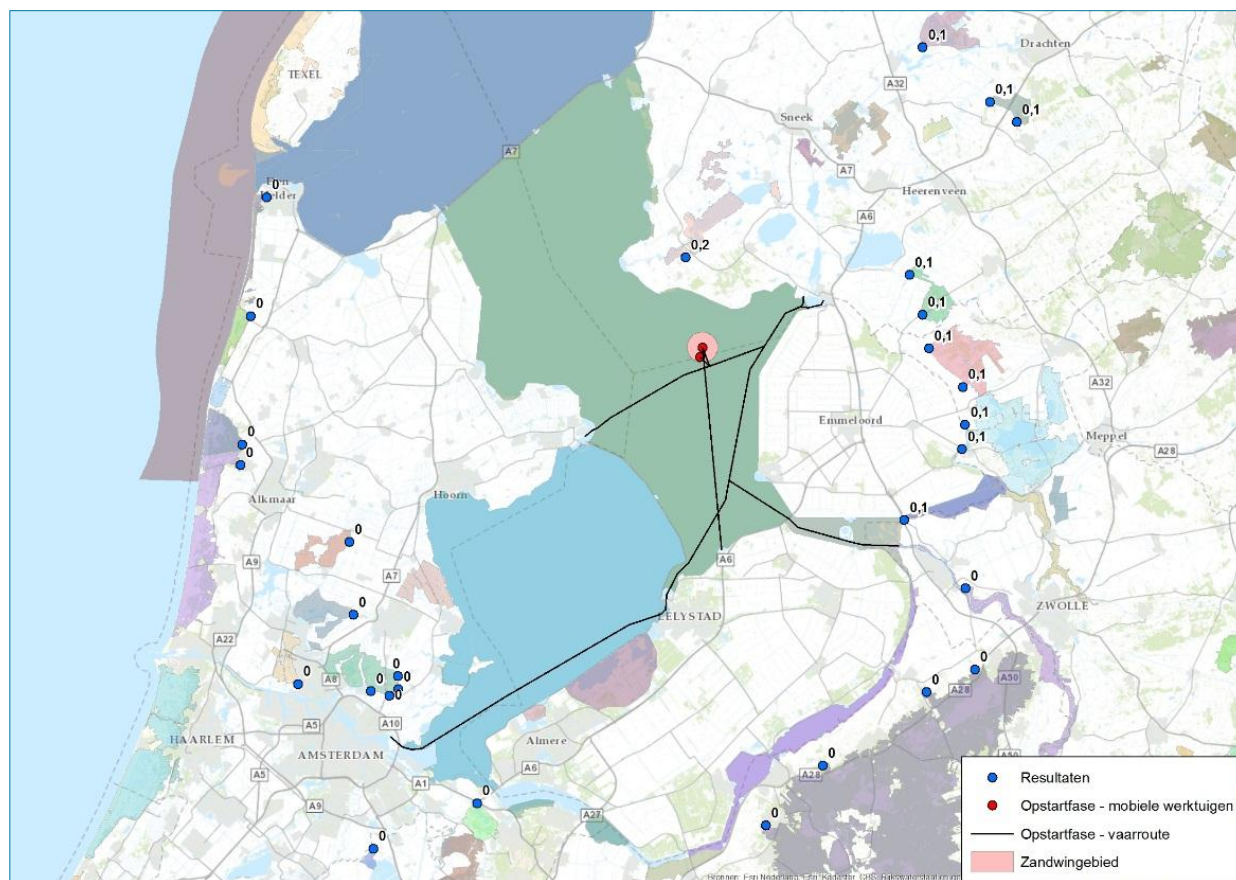 0,1
Drachten
TEXEL
A32
0,1
0,1
Sneek
A7
A7
Heerenveen
0
Den
Helder
A6
0,2
0,1
0
0,1
0,1
0,1
A32
0,1
Emmeloord
0
0,1
Meppel
A28
0
Alkmaar
Hoorn
0,1
0
A9
A6
A7
0
0
LELYSTAD
ZWOLLE
A22
0
0
0
A8
0
0
0
0
A28
A50
A10
A5
HAARLEM
AMSTERDAM
Almere
A50
A6
0
A28
A5
A1
A9
0
A27
0
0
Resultaten
Opstartfase - mobiele werktuigen
Opstartfase - vaarroute
Zandwingebied